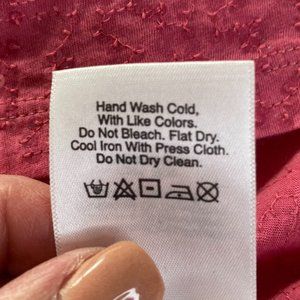 Hand Wash Cold,
With Like Colors.
Do Not Bleach. Flat Dry.
Cool Iron With Press Cloth.
Do Not Dry Clean.